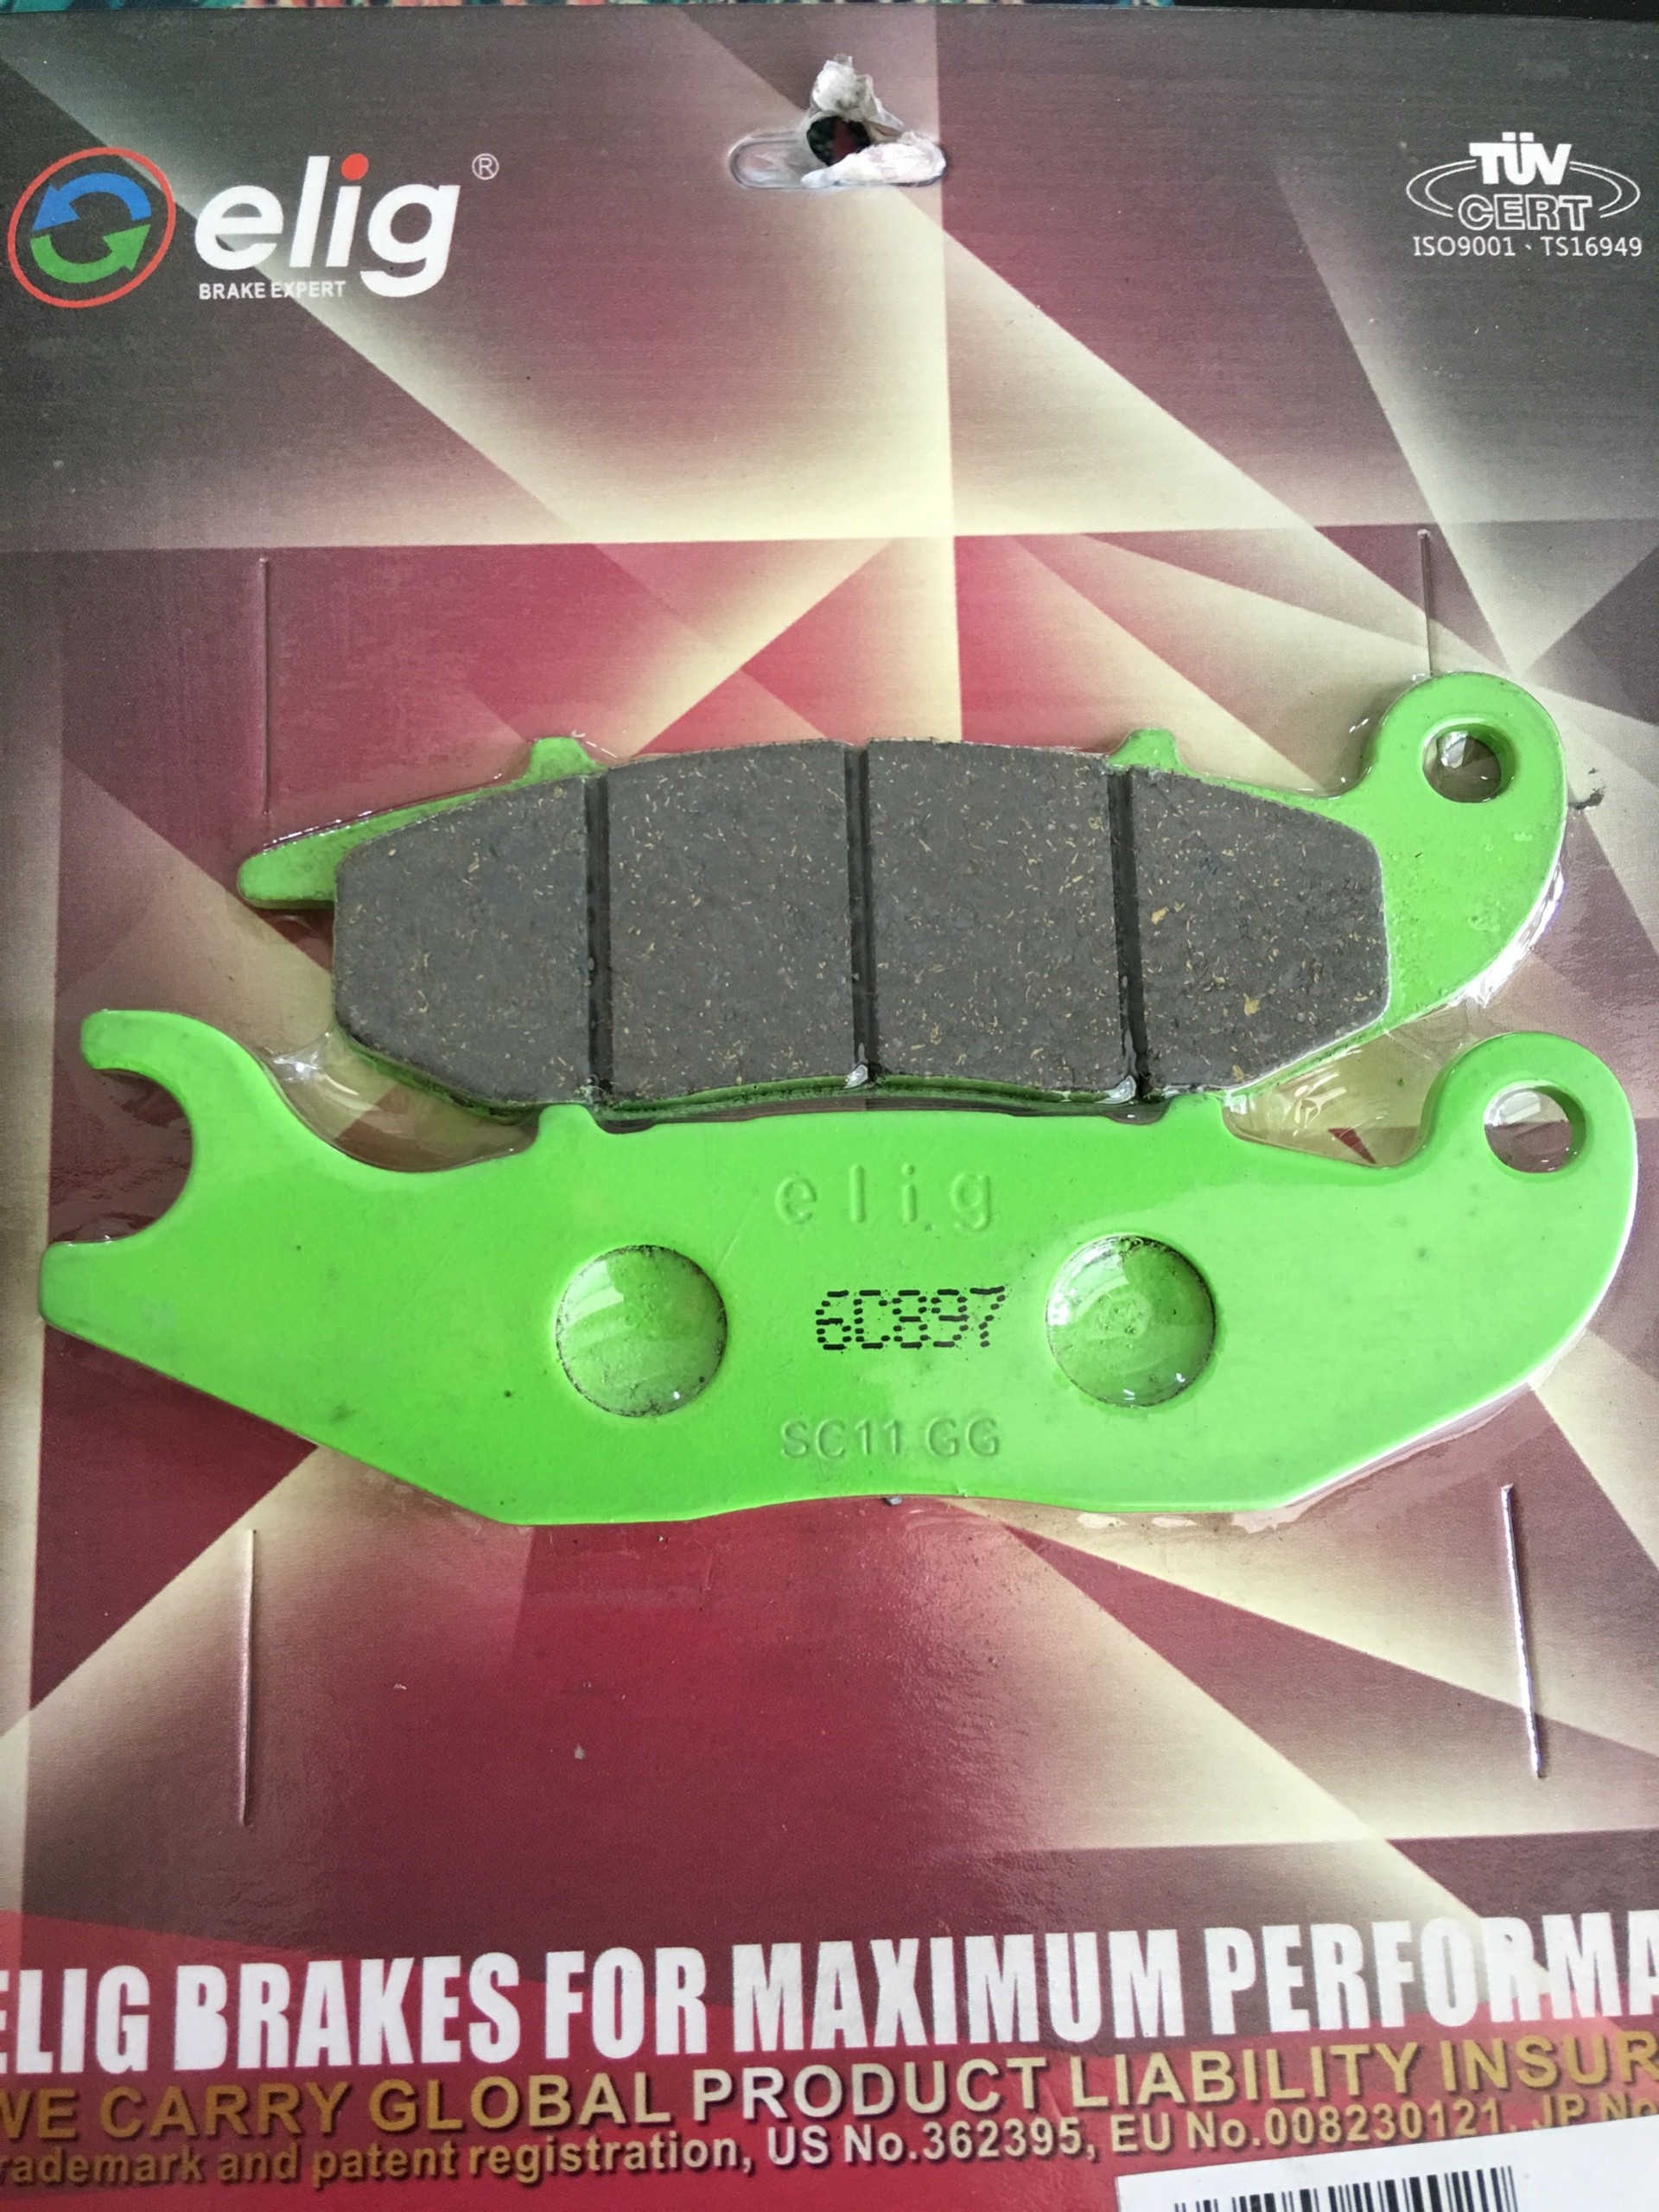 elig®
BRAKE EXPERT
TÜV
CERT
ISO9001、TS16949
elig
6C897
SC11 GG
ELIG BRAKES FOR MAXIMUM PERFORMA
WE CARRY GLOBAL PRODUCT LIABILITY INSUR
rademark and patent registration, US No.362395, EU No.008230121, JP No